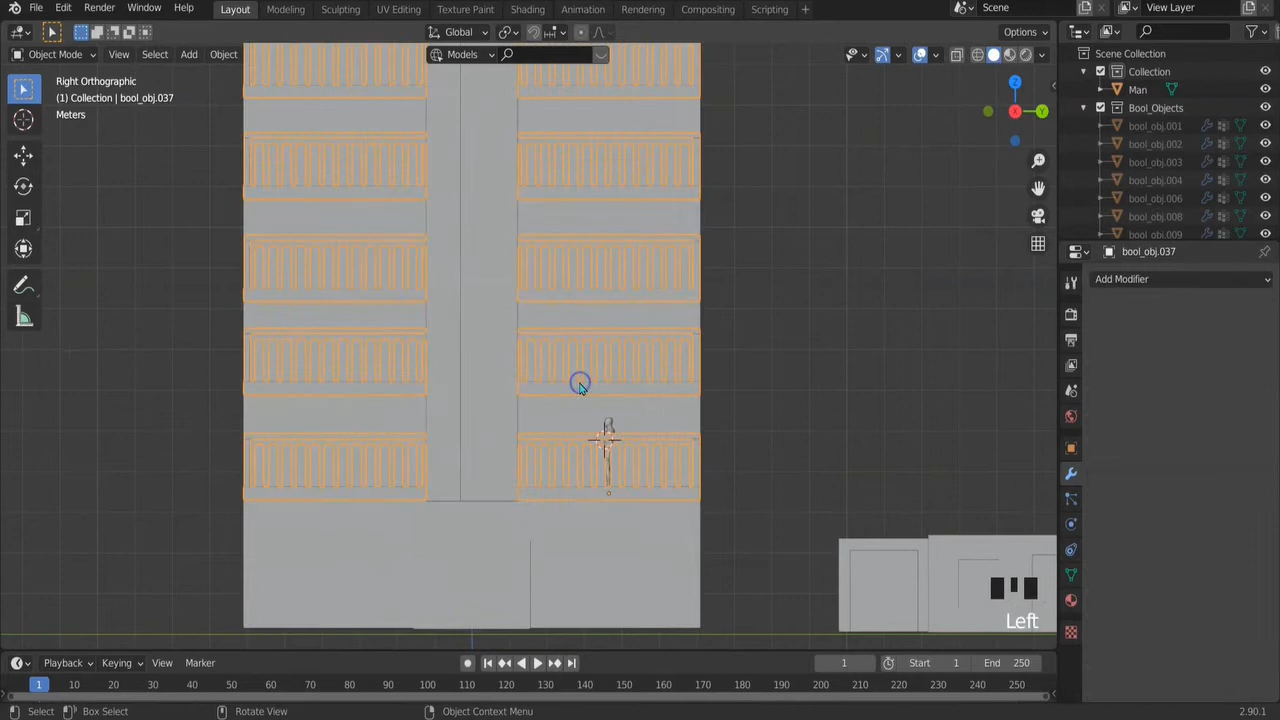 File Edit Render Window Help Layout Modeling Sculpting UV Editing Texture Paint Shading Animation Rendering Compositing Scripting + Scene View Layer
Global Options
Object Mode View Select Add Object Models
Right Orthographic
(1) Collection | bool_obj.037
Meters
Z
Y
X
Scene Collection
Collection
Man
Bool_Objects
bool_obj.001
bool_obj.002
bool_obj.003
bool_obj.004
bool_obj.006
bool_obj.008
bool_obj.009
bool_obj.037
Add Modifier
Left
Playback Keying View Marker 1 Start 1 End 250
1 10 20 30 40 50 60 70 80 90 100 110 120 130 140 150 160 170 180 190 200 210 220 230 240 250
Select Box Select Rotate View Object Context Menu 2.90.1